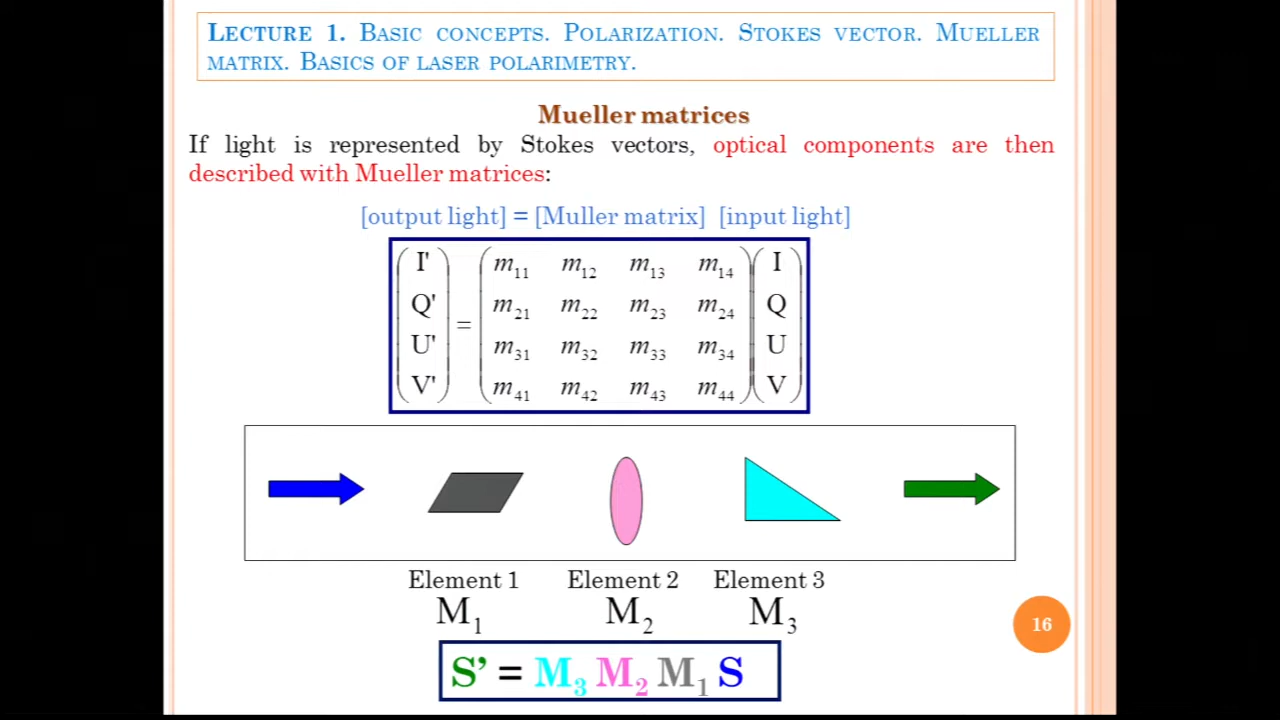 LECTURE 1. BASIC CONCEPTS. POLARIZATION. STOKES VECTOR. MUELLER
MATRIX. BASICS OF LASER POLARIMETRY.
Mueller matrices
If light is represented by Stokes vectors, optical components are then
described with Mueller matrices:
[output light] = [Muller matrix] [input light]
I' m11 m12 m13 m14 I
Q' m21 m22 m23 m24 Q
=
U' m31 m32 m33 m34 U
V' m41 m42 m43 m44 V
Element 1 Element 2 Element 3
M1 M2 M3
16
S’ = M3 M2 M1 S